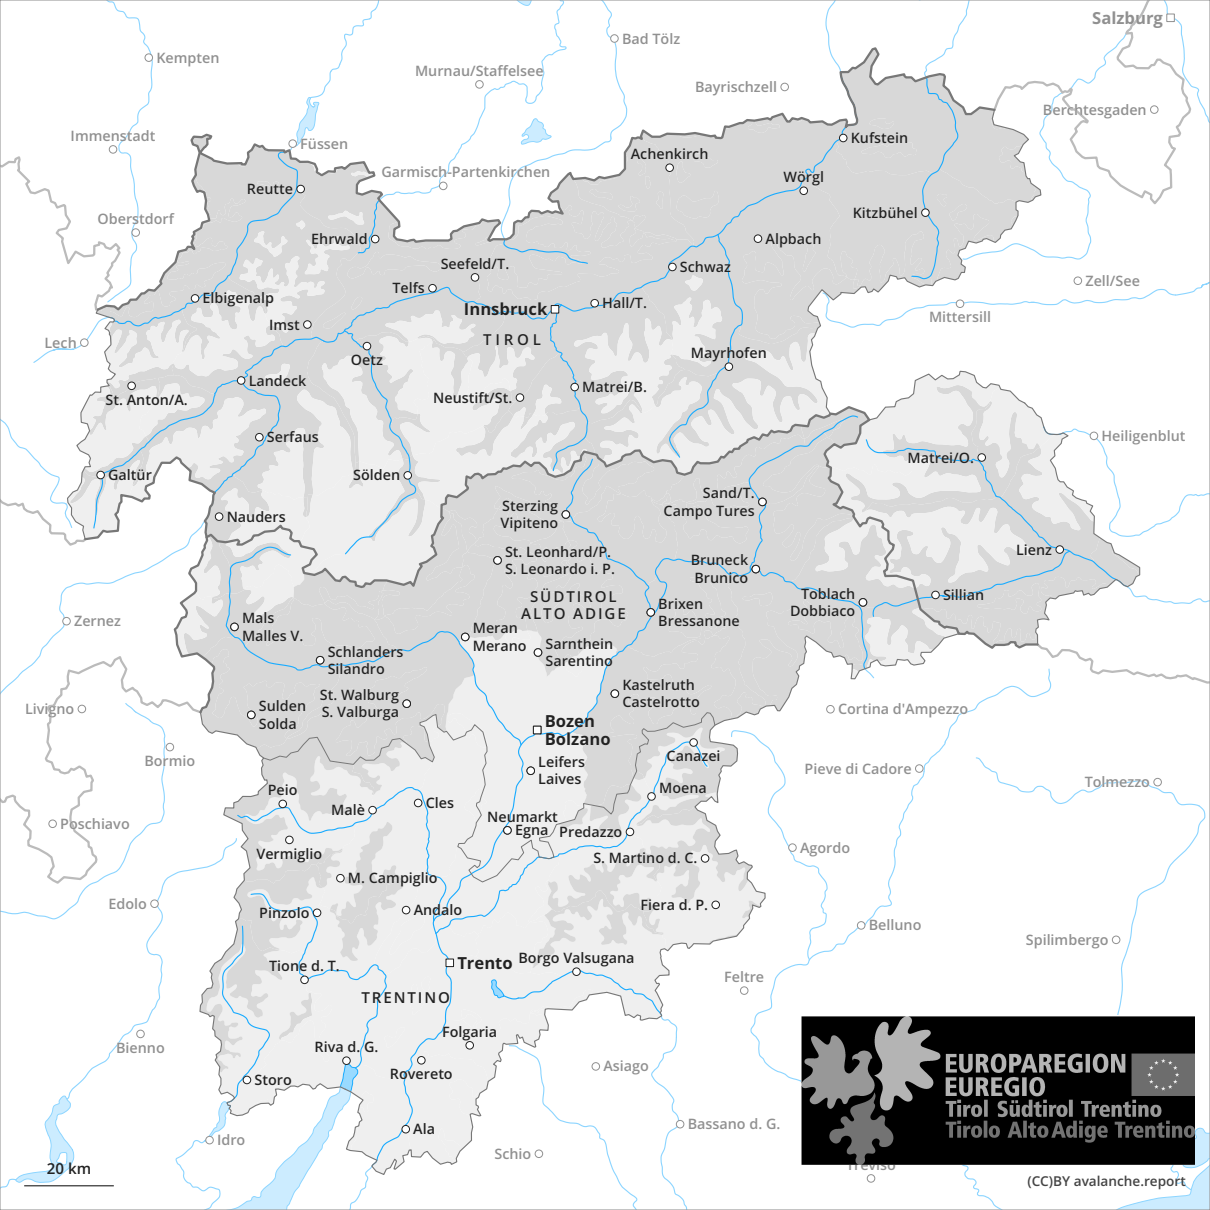 Salzburg
Bad Tölz
Kempten
Murnau/Staffelsee
Bayrischzell
Berchtesgaden
Immenstadt
Füssen
Kufstein
Achenkirch
Garmisch-Partenkirchen
Wörgl
Reutte
Oberstdorf
Kitzbühel
Ehrwald
Alpbach
Seefeld/T.
Schwaz
Zell/See
Telfs
Elbigenalp
Hall/T.
Innsbruck
Mittersill
Imst
TIROL
Lech
Mayrhofen
Oetz
Landeck
Matrei/B.
St. Anton/A.
Neustift/St.
Serfaus
Heiligenblut
Matrei/O.
Galtür
Sölden
Sand/T.
Campo Tures
Sterzing
Vipiteno
Nauders
Lienz
St. Leonhard/P.
S. Leonardo i. P.
Bruneck
Brunico
SÜDTIROL
ALTO ADIGE
Toblach
Dobbiaco
Sillian
Brixen
Bressanone
Zernez
Mals
Malles V.
Meran
Merano
Sarnthein
Sarentino
Schlanders
Silandro
Kastelruth
Castelrotto
St. Walburg
S. Valburga
Sulden
Solda
Livigno
Cortina d'Ampezzo
Bozen
Bolzano
Bormio
Canazei
Leifers
Laives
Pieve di Cadore
Tolmezzo
Peio
Moena
Malè
Cles
Neumarkt
Egna
Predazzo
Poschiavo
Vermiglio
Agordo
S. Martino d. C.
M. Campiglio
Edolo
Pinzolo
Andalo
Fiera d. P.
Belluno
Spilimbergo
Trento
Borgo Valsugana
Tione d. T.
Feltre
TRENTINO
Folgaria
Bienno
Riva d. G.
Rovereto
Asiago
Storo
Ala
Bassano d. G.
Idro
Schio
Treviso
EUROPAREGION
EUREGIO
Tirol Südtirol Trentino
Tirolo Alto Adige Trentino
20 km
(CC)BY avalanche.report